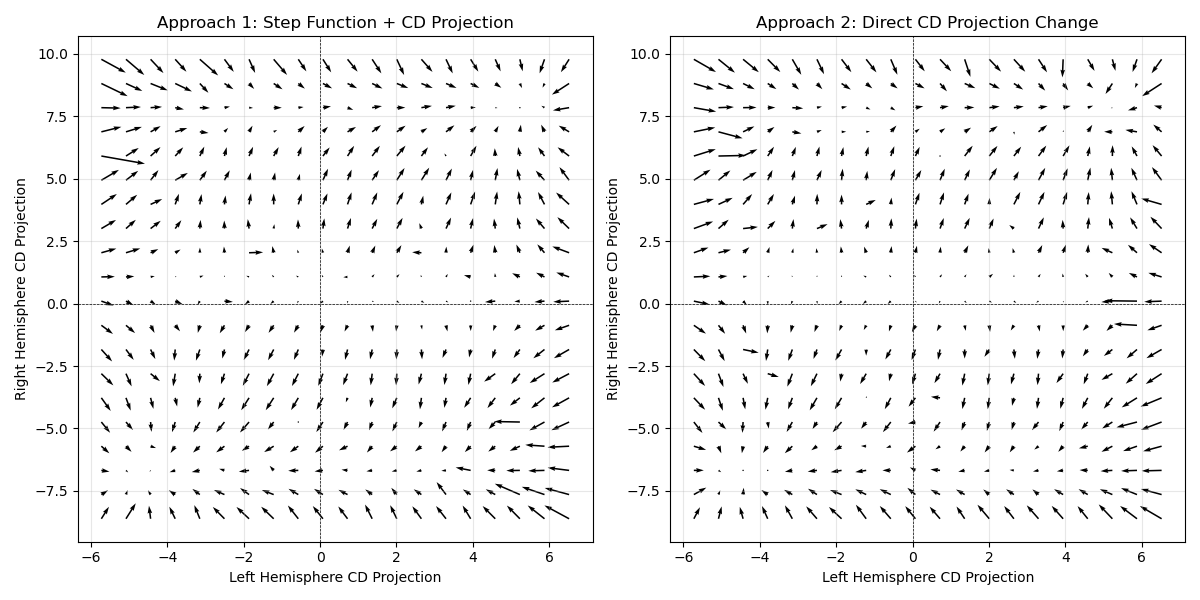 Approach 1: Step Function + CD Projection
10.0
7.5
5.0
2.5
0.0
−2.5
−5.0
−7.5
Right Hemisphere CD Projection
−6 −4 −2 0 2 4 6
Left Hemisphere CD Projection
Approach 2: Direct CD Projection Change
10.0
7.5
5.0
2.5
0.0
−2.5
−5.0
−7.5
Right Hemisphere CD Projection
−6 −4 −2 0 2 4 6
Left Hemisphere CD Projection